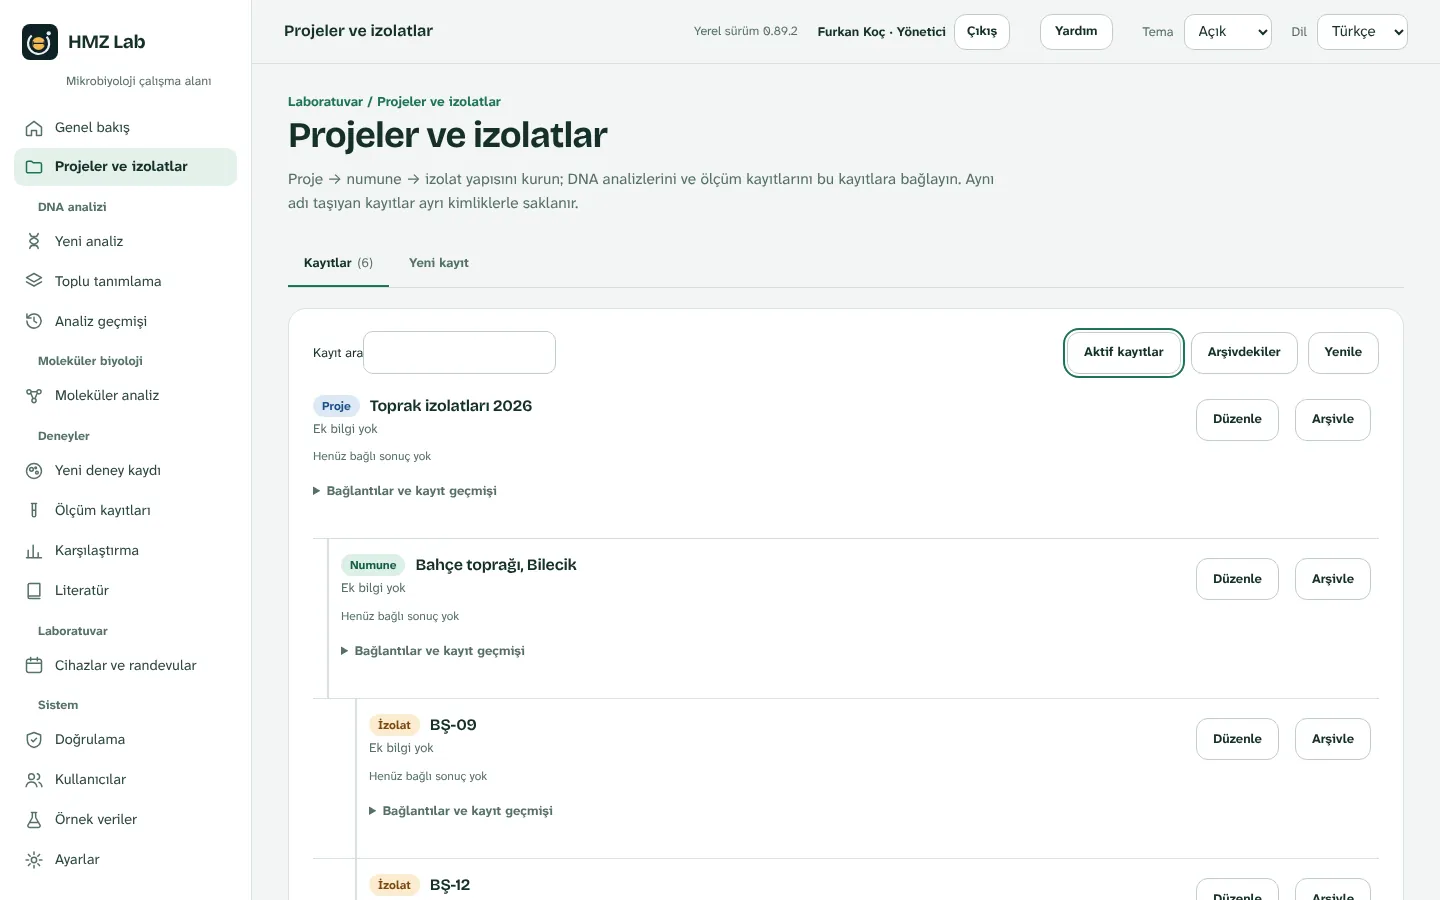 HMZ Lab
Mikrobiyoloji çalışma alanı
Genel bakış
Projeler ve izolatlar
DNA analizi
Yeni analiz
Toplu tanımlama
Analiz geçmişi
Moleküler biyoloji
Moleküler analiz
Deneyler
Yeni deney kaydı
Ölçüm kayıtları
Karşılaştırma
Literatür
Laboratuvar
Cihazlar ve randevular
Sistem
Doğrulama
Kullanıcılar
Örnek veriler
Ayarlar
Projeler ve izolatlar
Yerel sürüm 0.89.2
Furkan Koç · Yönetici
Çıkış
Yardım
Tema
Açık
Dil
Türkçe
Laboratuvar / Projeler ve izolatlar
Projeler ve izolatlar
Proje → numune → izolat yapısını kurun; DNA analizlerini ve ölçüm kayıtlarını bu kayıtlara bağlayın. Aynı
adı taşıyan kayıtlar ayrı kimliklerle saklanır.
Kayıtlar (6)
Yeni kayıt
Kayıt ara
Aktif kayıtlar
Arşivdekiler
Yenile
Proje Toprak izolatları 2026
Ek bilgi yok
Henüz bağlı sonuç yok
Bağlantılar ve kayıt geçmişi
Düzenle
Arşivle
Numune Bahçe toprağı, Bilecik
Ek bilgi yok
Henüz bağlı sonuç yok
Bağlantılar ve kayıt geçmişi
Düzenle
Arşivle
İzolat BŞ-09
Ek bilgi yok
Henüz bağlı sonuç yok
Bağlantılar ve kayıt geçmişi
Düzenle
Arşivle
İzolat BŞ-12
Düzenle
Arşivle